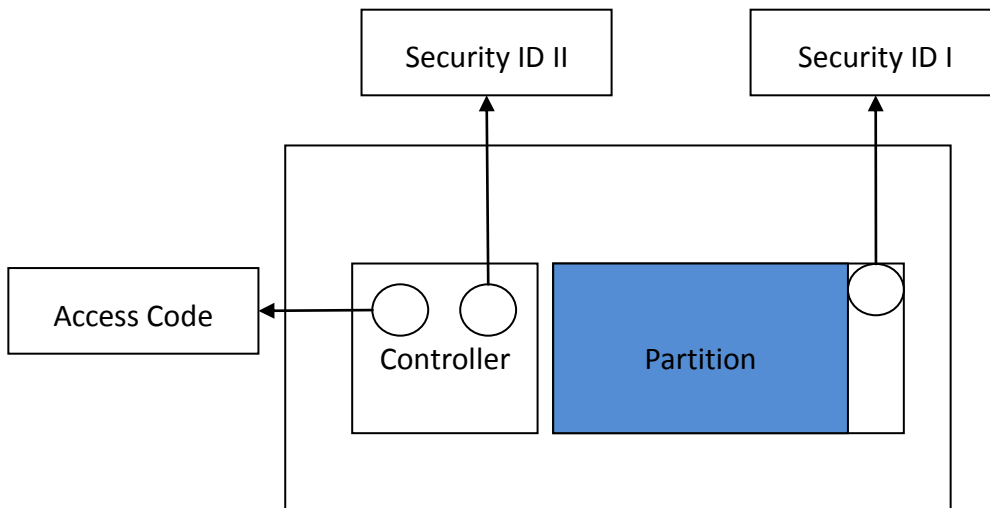 Security ID II
Security ID I
Access Code
Controller
Partition